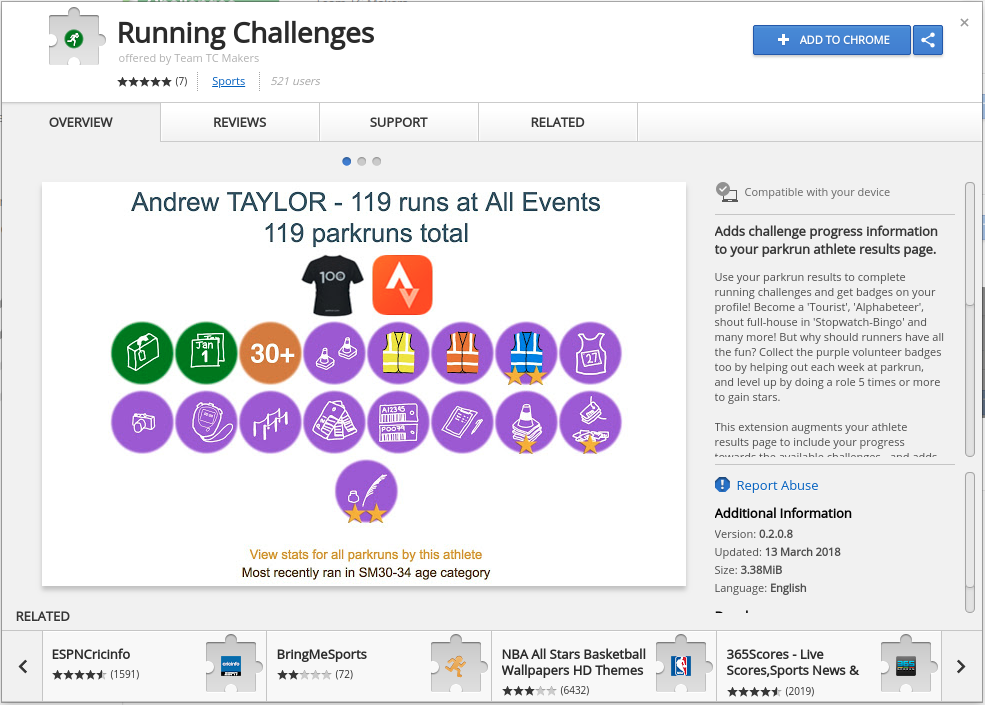 Running Challenges
offered by Team TC Makers
(7)
Sports
521 users
ADD TO CHROME
OVERVIEW
REVIEWS
SUPPORT
RELATED
Andrew TAYLOR - 119 runs at All Events
119 parkruns total
100
Jan
1
30+
27
A12345
P0099
View stats for all parkruns by this athlete
Most recently ran in SM30-34 age category
Compatible with your device
Adds challenge progress information
to your parkrun athlete results page.
Use your parkrun results to complete
running challenges and get badges on your
profile! Become a 'Tourist', 'Alphabeteer',
shout full-house in 'Stopwatch-Bingo' and
many more! But why should runners have all
the fun? Collect the purple volunteer badges
too by helping out each week at parkrun,
and level up by doing a role 5 times or more
to gain stars.
This extension augments your athlete
results page to include your progress
towards the available challenges, and adds
Report Abuse
Additional Information
Version: 0.2.0.8
Updated: 13 March 2018
Size: 3.38MiB
Language: English
RELATED
ESPNCricinfo
(1591)
cricinfo
ESPN
BringMeSports
(72)
NBA All Stars Basketball
Wallpapers HD Themes
(6432)
365Scores - Live
Scores,Sports News &
(2019)
365